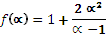 f(∝) = 1 + 2 ∝² / ∝ −1